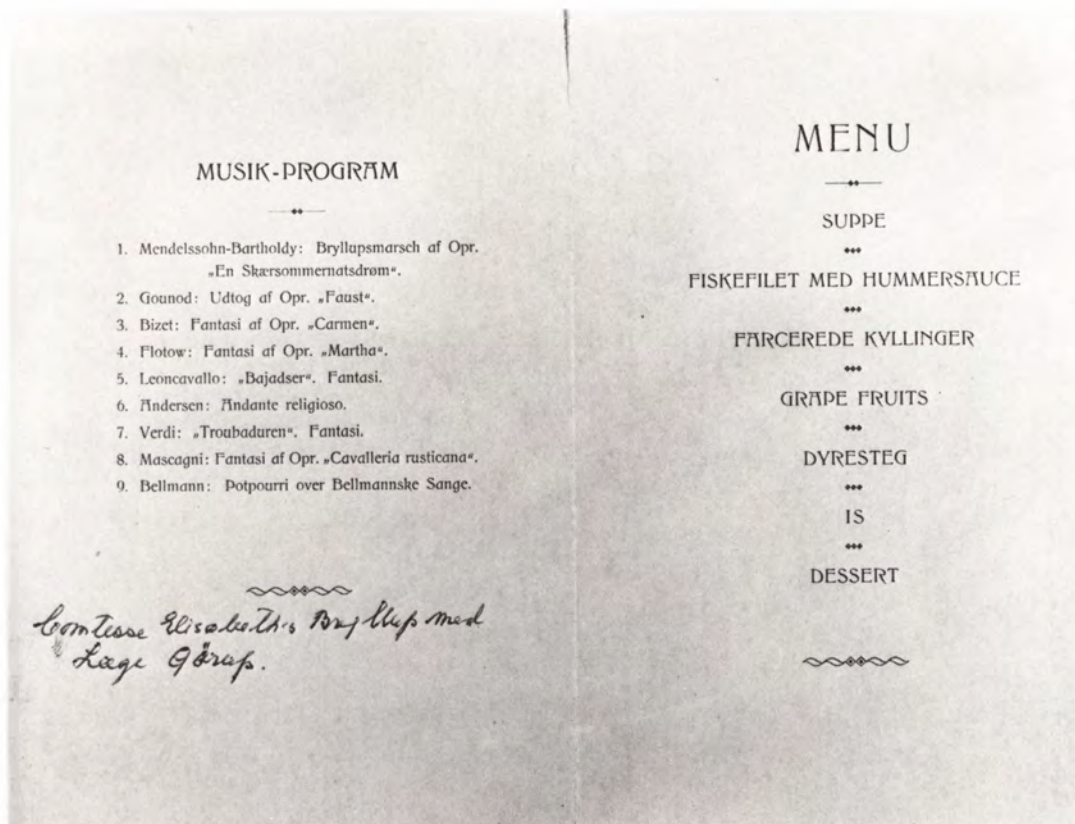 MUSIK-PROGRAM
1. Mendelssohn-Bartholdy: Bryllupsmarsch af Opr.
„En Skærsommernatsdrøm“.
2. Gounod: Udtog af Opr. „Faust“.
3. Bizet: Fantasi af Opr. „Carmen“.
4. Flotow: Fantasi af Opr. „Martha“.
5. Leoncavallo: „Bajadser“. Fantasi.
6. Andersen: Andante religioso.
7. Verdi: „Troubaduren“. Fantasi.
8. Mascagni: Fantasi af Opr. „Cavalleria rusticana“.
9. Bellmann: Potpourri over Bellmannske Sange.
Comtesse Elisabeth's Bryllup med
Læge Gørup.
MENU
SUPPE
FISKEFILET MED HUMMERSAUCE
FARCEREDE KYLLINGER
GRAPE FRUITS
DYRESTEG
IS
DESSERT